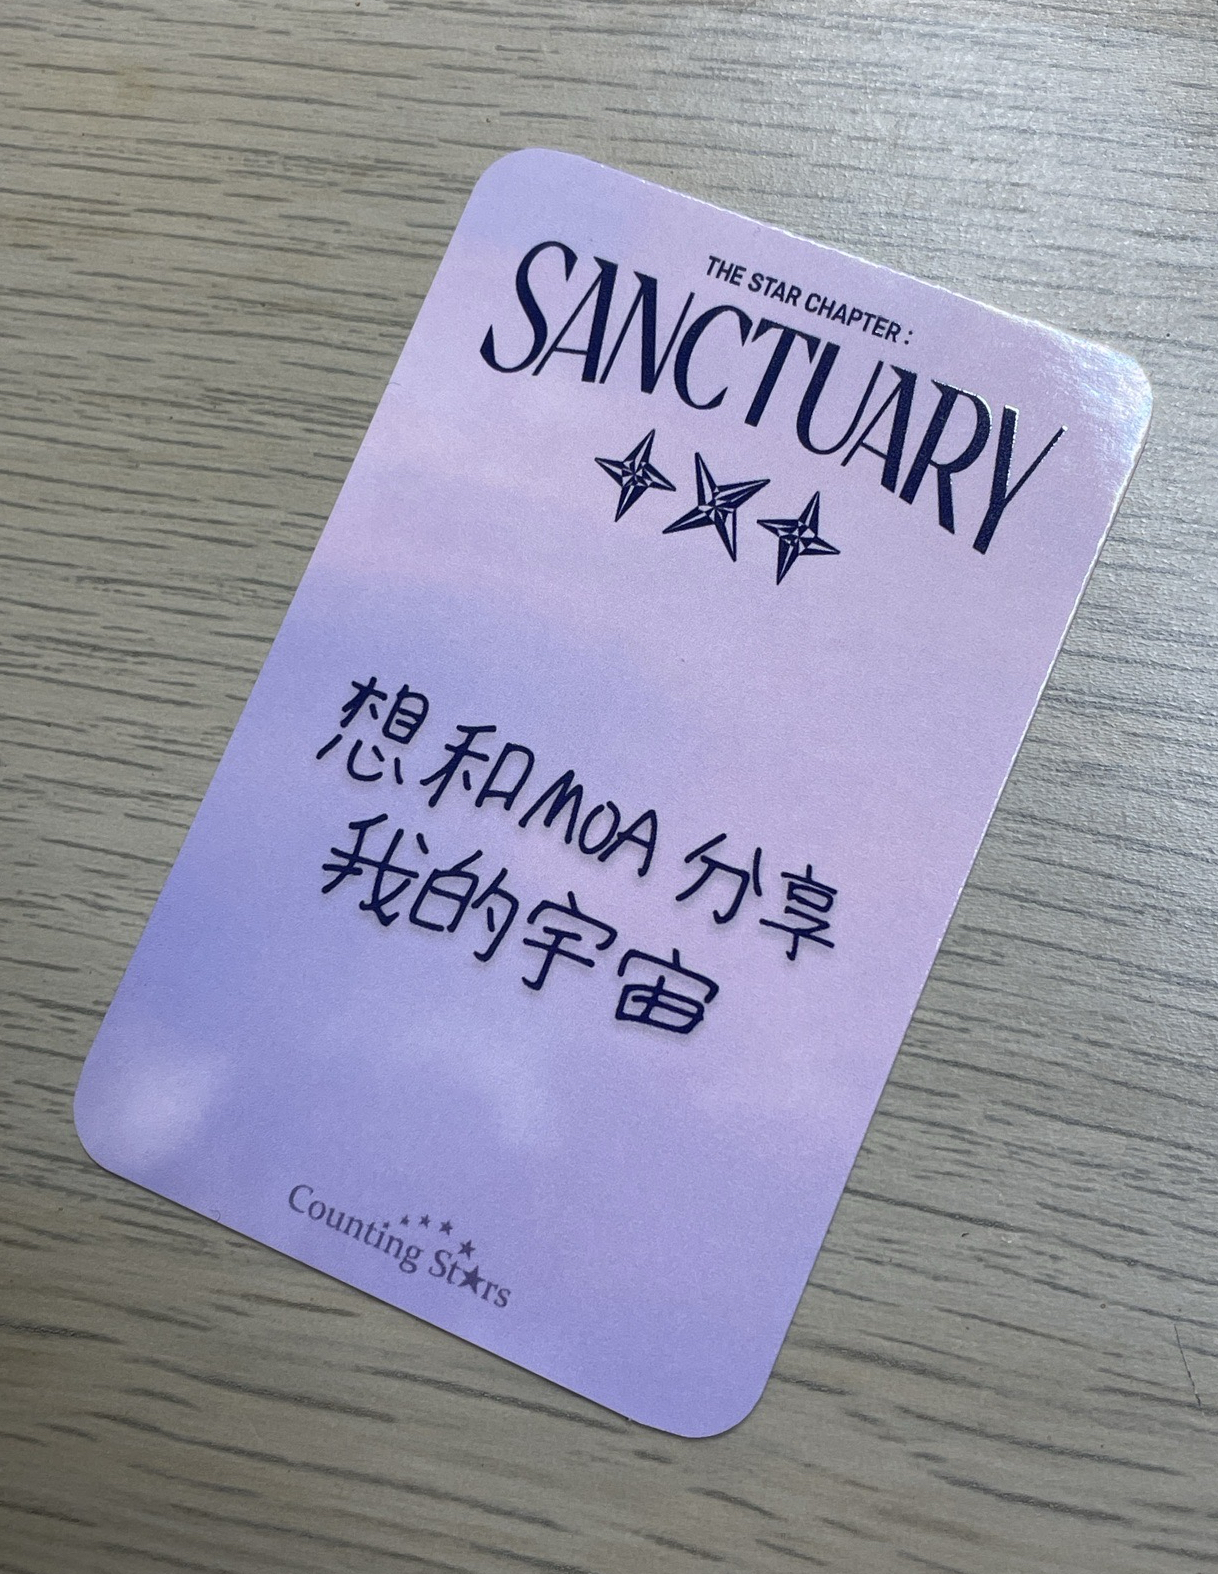 THE STAR CHAPTER :
SANCTUARY
想和MOA分享
我的宇宙
Counting Stars